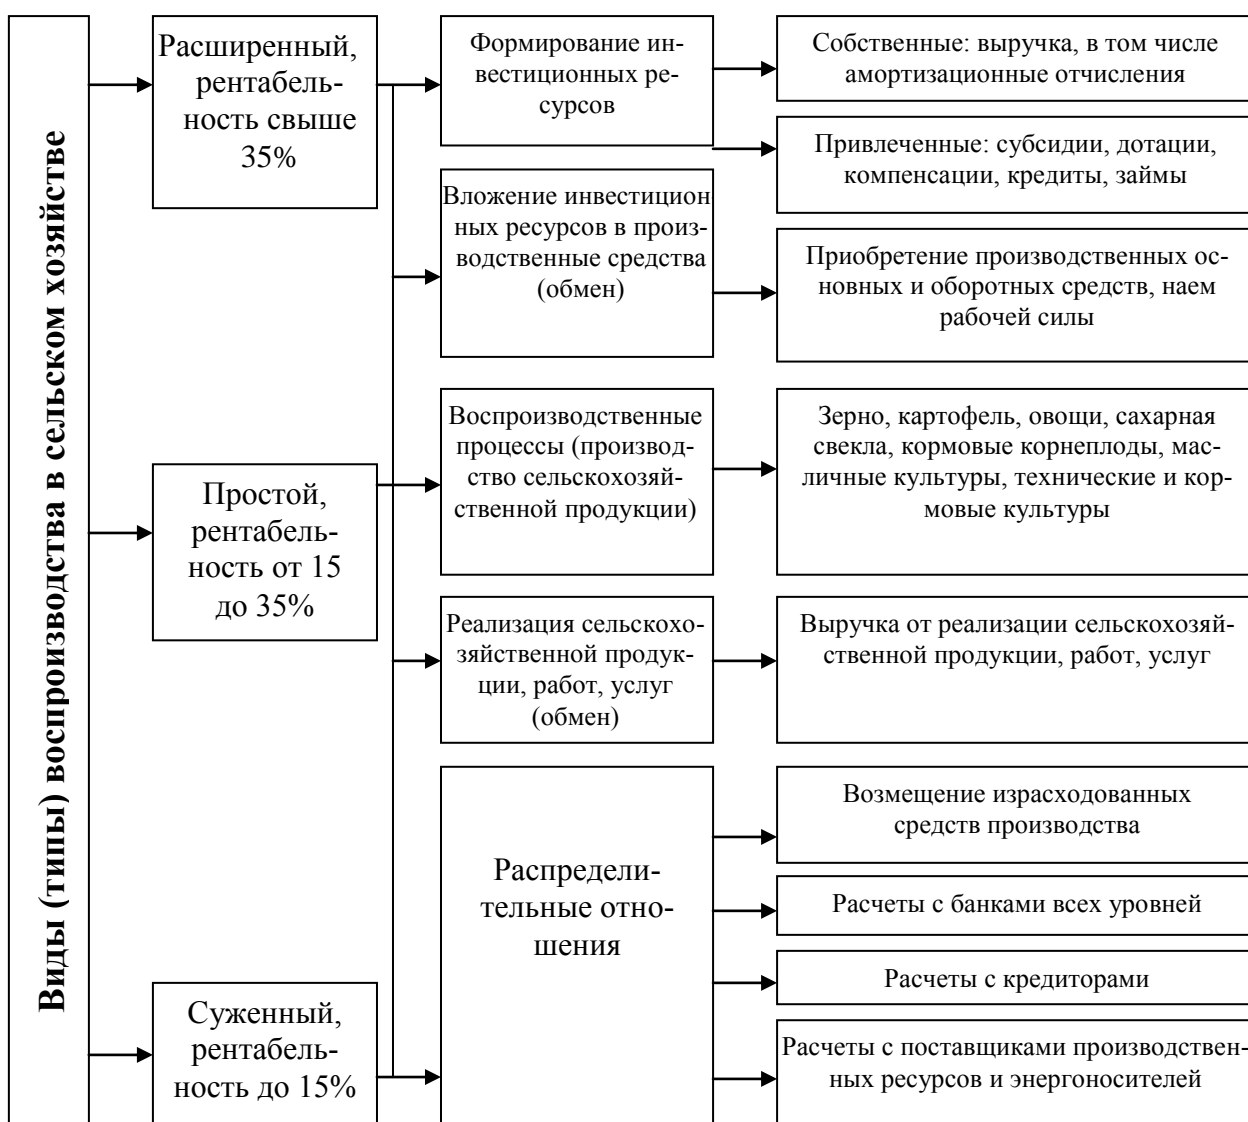 Виды (типы) воспроизводства в сельском хозяйстве
Расширенный,
рентабель-
ность свыше
35%
Простой,
рентабель-
ность от 15
до 35%
Суженный,
рентабель-
ность до 15%
Формирование ин-
вестиционных ре-
сурсов
Вложение инвестицион
ных ресурсов в произ-
водственные средства
(обмен)
Воспроизводственные
процессы (производ-
ство сельскохозяй-
ственной продукции)
Реализация сельскохо-
зяйственной продук-
ции, работ, услуг
(обмен)
Распредели-
тельные отно-
шения
Собственные: выручка, в том числе
амортизационные отчисления
Привлеченные: субсидии, дотации,
компенсации, кредиты, займы
Приобретение производственных ос-
новных и оборотных средств, наем
рабочей силы
Зерно, картофель, овощи, сахарная
свекла, кормовые корнеплоды, мас-
личные культуры, технические и кор-
мовые культуры
Выручка от реализации сельскохозяй-
ственной продукции, работ, услуг
Возмещение израсходованных
средств производства
Расчеты с банками всех уровней
Расчеты с кредиторами
Расчеты с поставщиками производствен-
ных ресурсов и энергоносителей